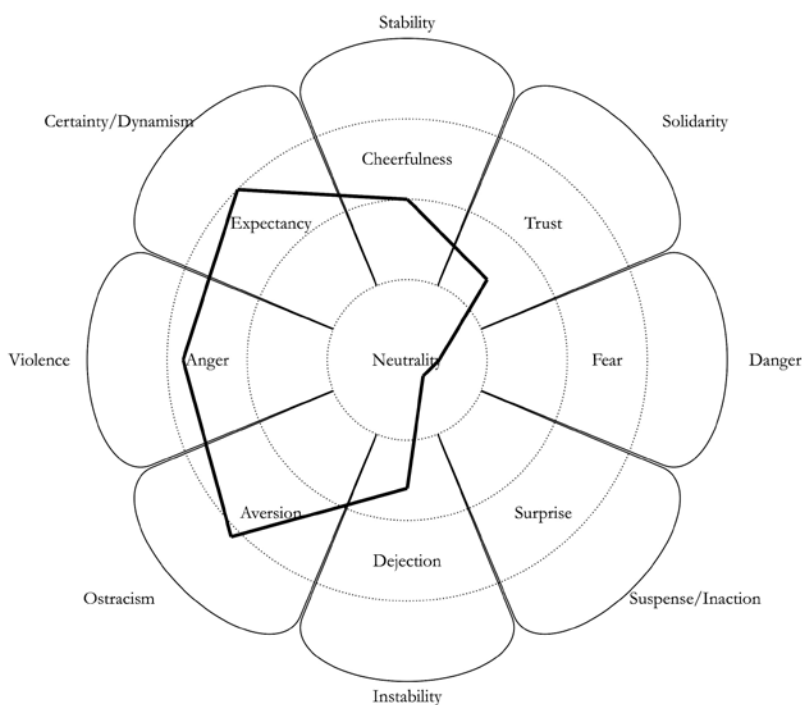 Stability
Certainty/Dynamism
Solidarity
Cheerfulness
Expectancy
Trust
Violence
Anger
Neutrality
Fear
Danger
Aversion
Surprise
Dejection
Ostracism
Suspense/Inaction
Instability